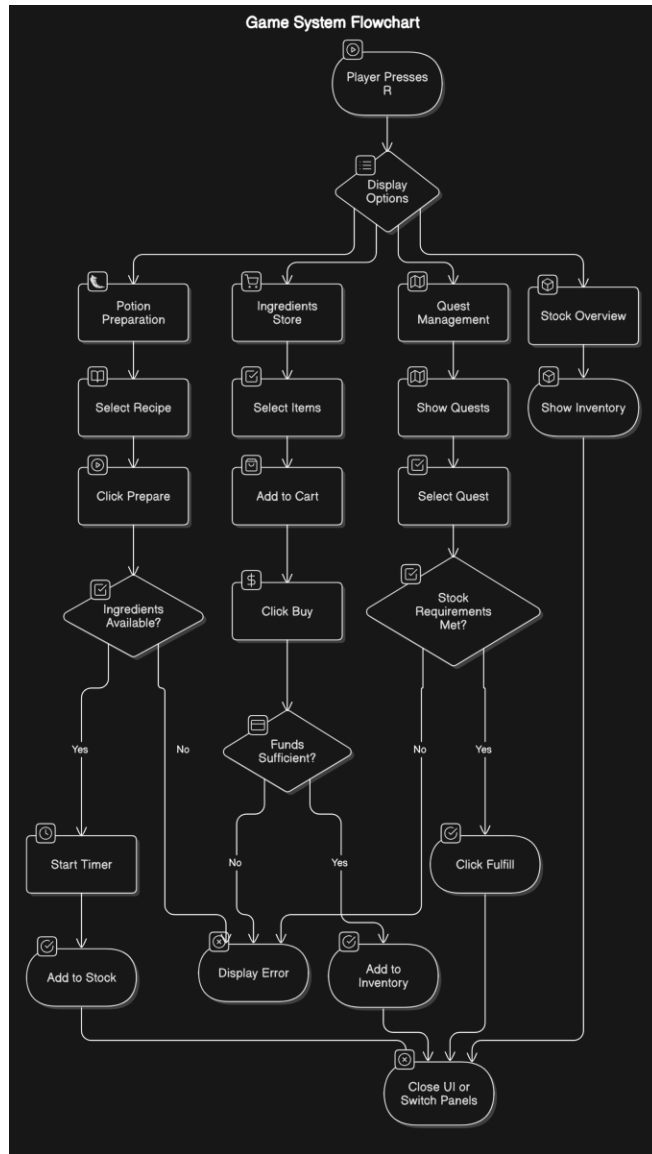 Game System Flowchart
Player Presses
R
Display
Options
Potion
Preparation
Ingredients
Store
Quest
Management
Stock Overview
Select Recipe
Select Items
Show Quests
Show Inventory
Click Prepare
Add to Cart
Select Quest
Ingredients
Available?
Click Buy
Stock
Requirements
Met?
Yes
No
Funds
Sufficient?
No
Yes
Start Timer
No
Yes
Click Fulfill
Add to Stock
Display Error
Add to
Inventory
Close UI or
Switch Panels